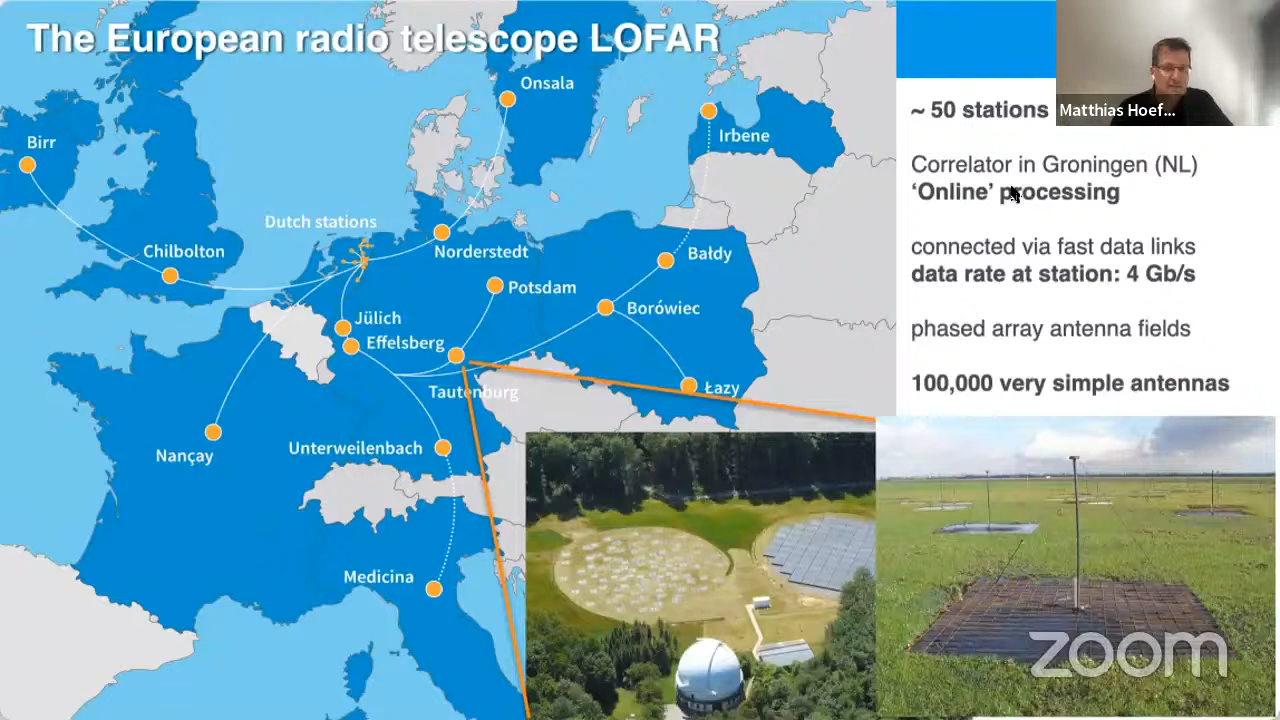 The European radio telescope LOFAR
Onsala
Irbene
Birr
Dutch stations
Chilbolton
Norderstedt
Bałdy
Potsdam
Borówiec
Jülich
Effelsberg
Tautenburg
Łazy
Nançay
Unterweilenbach
Medicina
~ 50 stations
Matthias Hoef...
Correlator in Groningen (NL)
‘Online’ processing
connected via fast data links
data rate at station: 4 Gb/s
phased array antenna fields
100,000 very simple antennas
zoom